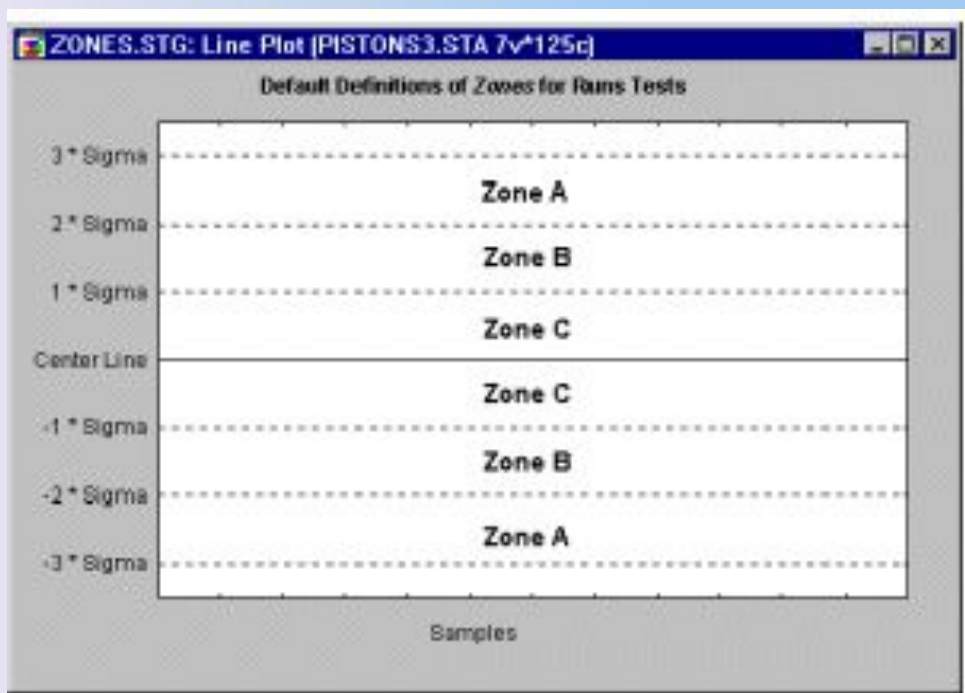 ZONES.STG: Line Plot (PISTONS3.STA 7v*125c)
Default Definitions of Zones for Runs Tests
3 * Sigma
Zone A
2 * Sigma
Zone B
1 * Sigma
Zone C
Center Line
Zone C
-1 * Sigma
Zone B
-2 * Sigma
Zone A
-3 * Sigma
Samples